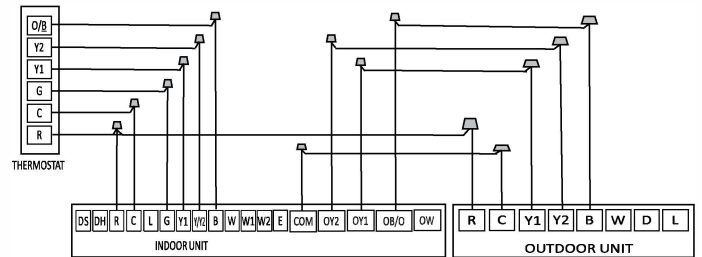 O/B
Y2
Y1
G
C
R
THERMOSTAT
DS DH R C L G Y1 Y/Y2 B W W1 W2 E COM OY2 OY1 OB/O OW
INDOOR UNIT
R C Y1 Y2 B W D L
OUTDOOR UNIT